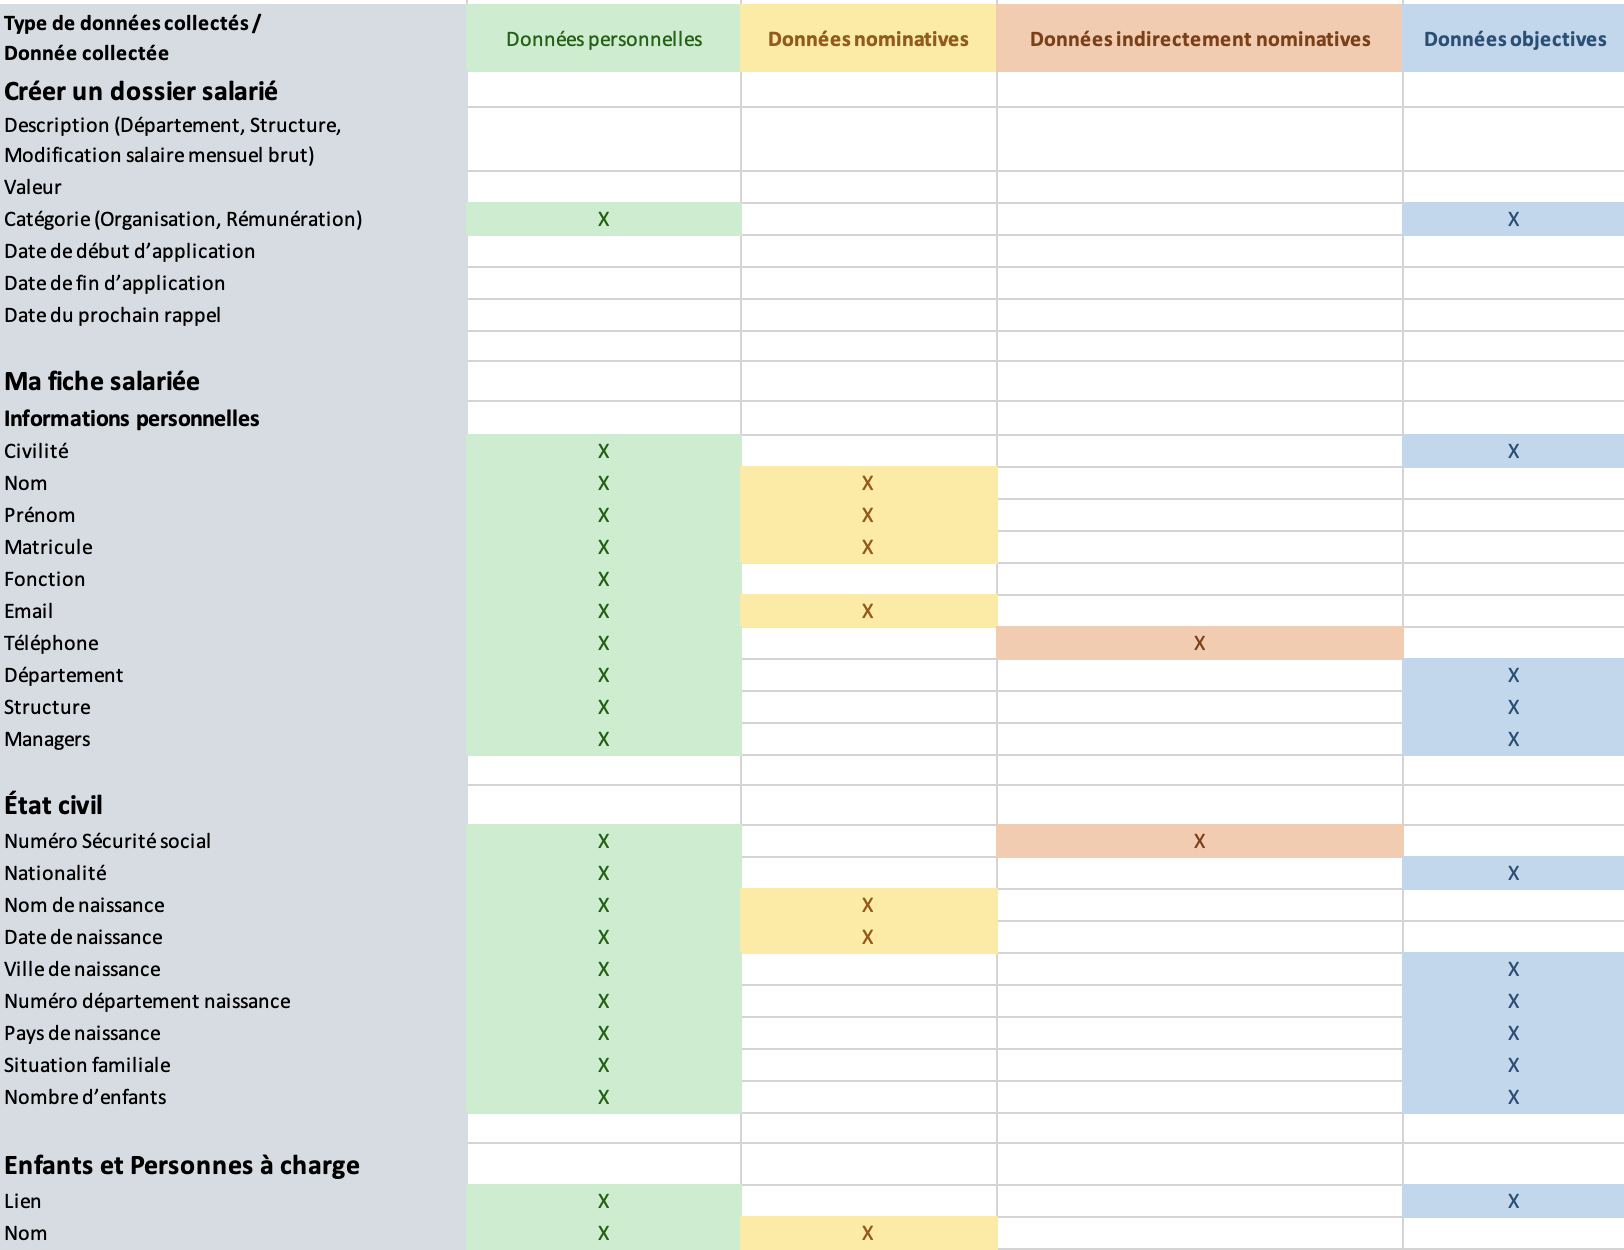 Type de données collectés /
Donnée collectée
Données personnelles
Données nominatives
Données indirectement nominatives
Données objectives
Créer un dossier salarié
Description (Département, Structure,
Modification salaire mensuel brut)
Valeur
Catégorie (Organisation, Rémunération) X X
Date de début d’application
Date de fin d’application
Date du prochain rappel
Ma fiche salariée
Informations personnelles
Civilité X X
Nom X X
Prénom X X
Matricule X X
Fonction X
Email X X
Téléphone X X
Département X X
Structure X X
Managers X X
État civil
Numéro Sécurité social X X
Nationalité X X
Nom de naissance X X
Date de naissance X X
Ville de naissance X X
Numéro département naissance X X
Pays de naissance X X
Situation familiale X X
Nombre d’enfants X X
Enfants et Personnes à charge
Lien X X
Nom X X